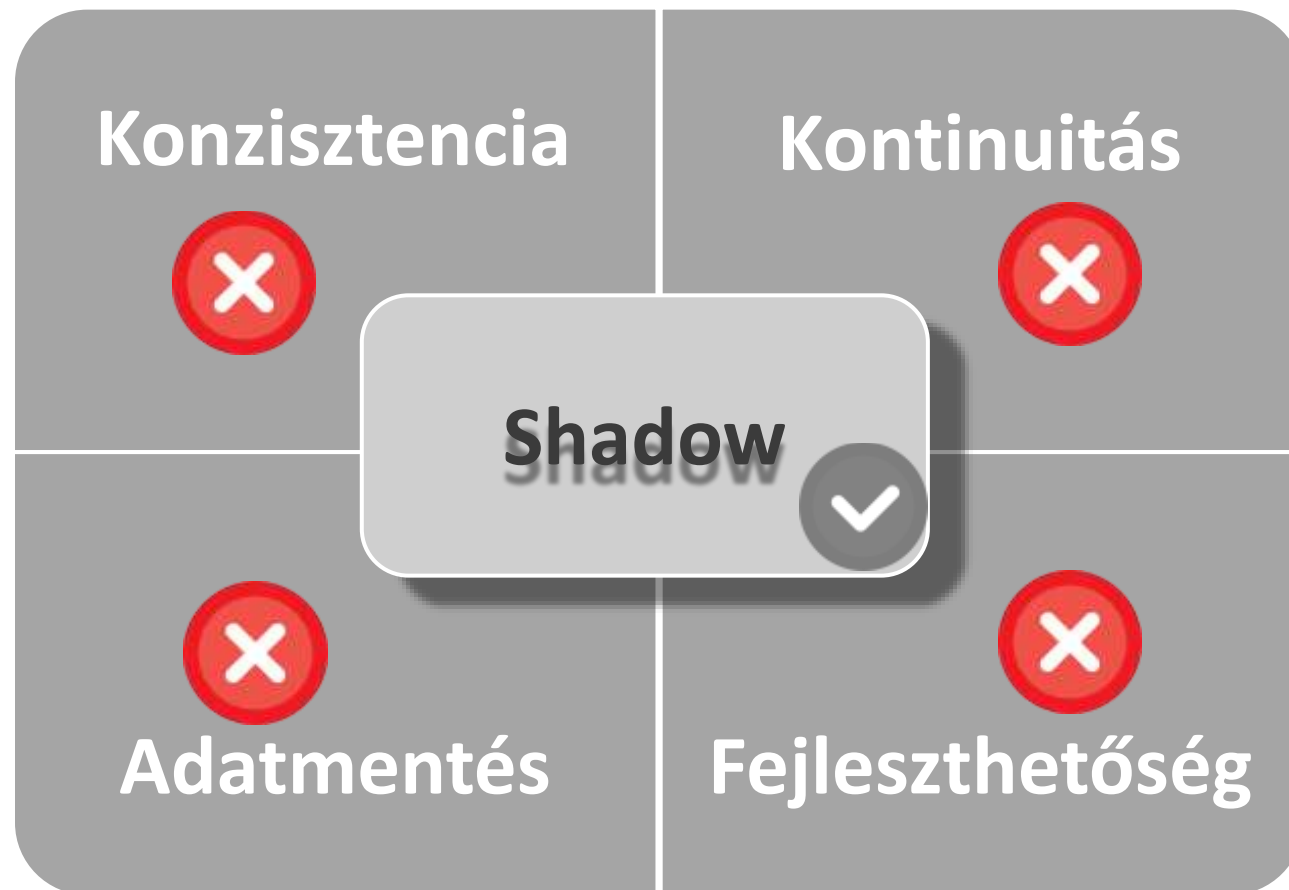 Konzisztencia
Kontinuitás
Shadow
Adatmentés
Fejleszthetőség